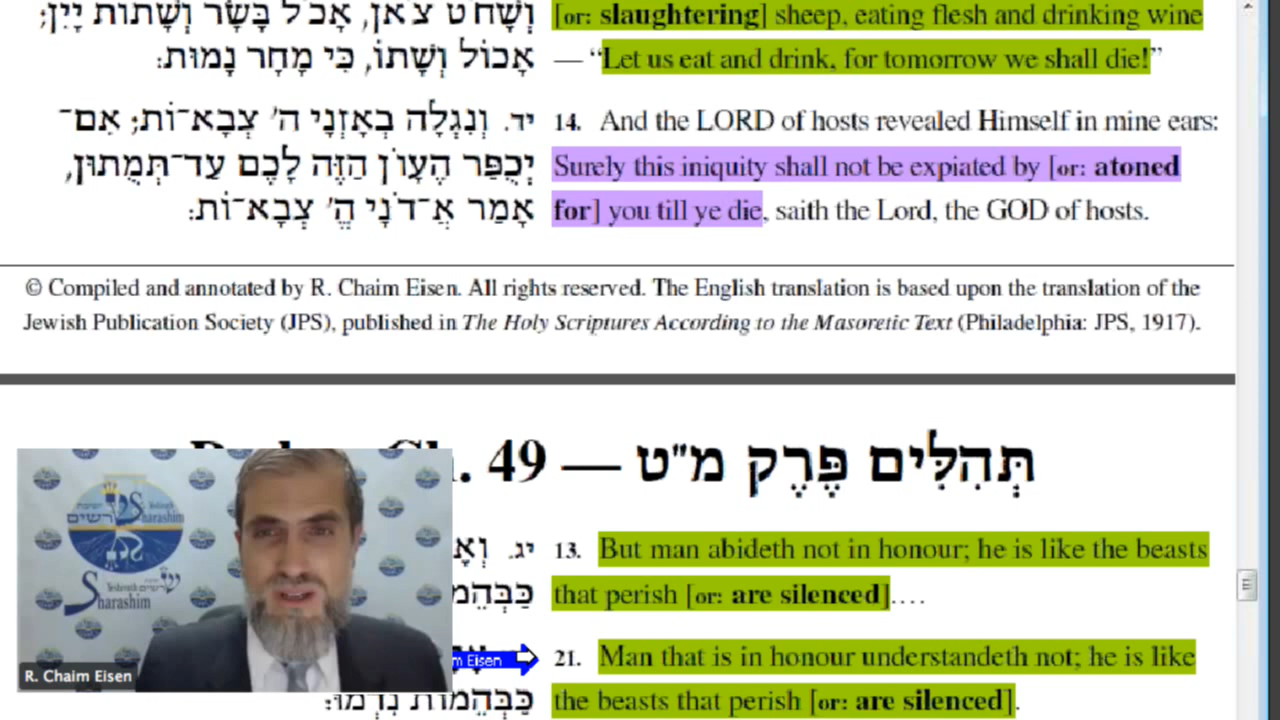 וְשָׁחֹט צֹאן, אָכֹל בָּשָׂר וְשָׁתוֹת יָיִן; [or: slaughtering] sheep, eating flesh and drinking wine
אָכוֹל וְשָׁתוֹ, כִּי מָחָר נָמוּת: — “Let us eat and drink, for tomorrow we shall die!”
יד. וְנִגְלָה בְאָזְנָי ה' צְבָא־וֹת; אִם־ 14. And the LORD of hosts revealed Himself in mine ears:
יְכֻפַּר הֶעָוֹן הַזֶּה לָכֶם עַד־תְּמֻתוּן, Surely this iniquity shall not be expiated by [or: atoned
אָמַר אֲ־דֹנָי הֱ' צְבָא־וֹת: for] you till ye die, saith the Lord, the GOD of hosts.
© Compiled and annotated by R. Chaim Eisen. All rights reserved. The English translation is based upon the translation of the
Jewish Publication Society (JPS), published in The Holy Scriptures According to the Masoretic Text (Philadelphia: JPS, 1917).
49 — תְּהִלִּים פֶּרֶק מ"ט
יג. 13. But man abideth not in honour; he is like the beasts
that perish [or: are silenced]....
21. Man that is in honour understandeth not; he is like
כַּבְּהֵמוֹת נִדְמוּ: the beasts that perish [or: are silenced].
m Eisen
ישיבת
שרשים
Yeshivath
Sharashim
Yeshivath
Sharashim
R. Chaim Eisen